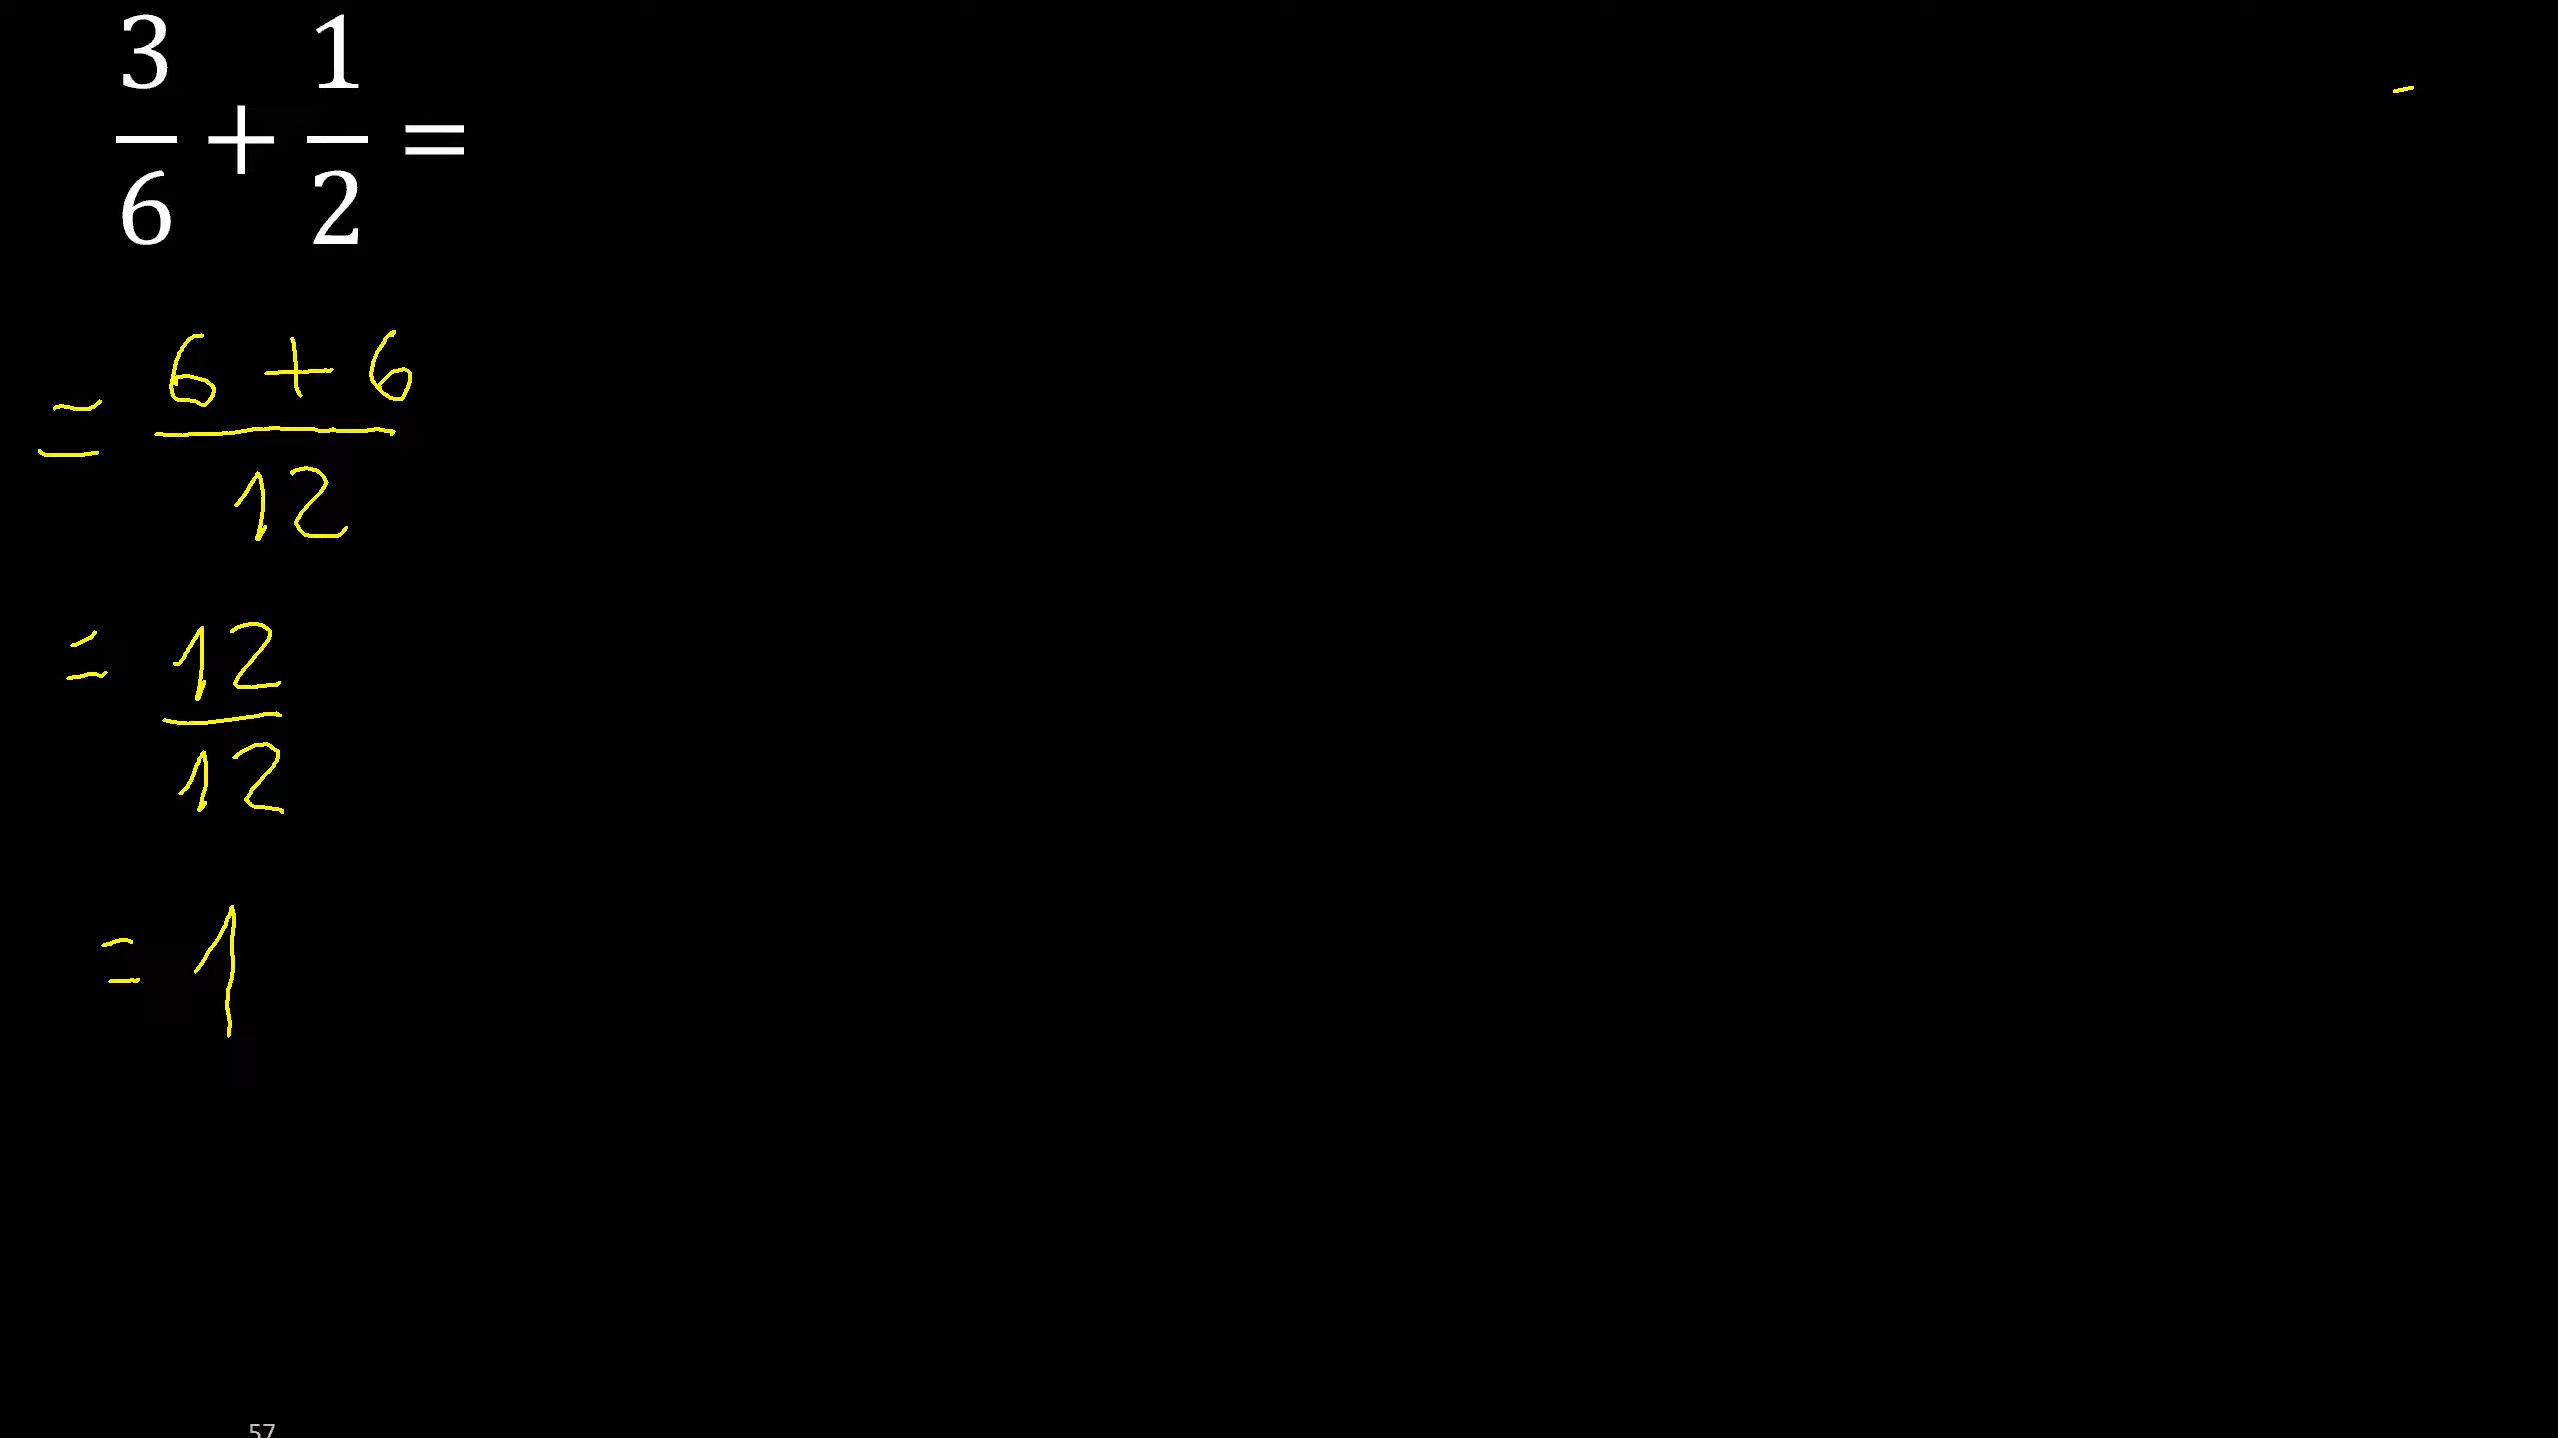 3/6 + 1/2 =
= (6 + 6)/12
= 12/12
= 1
57